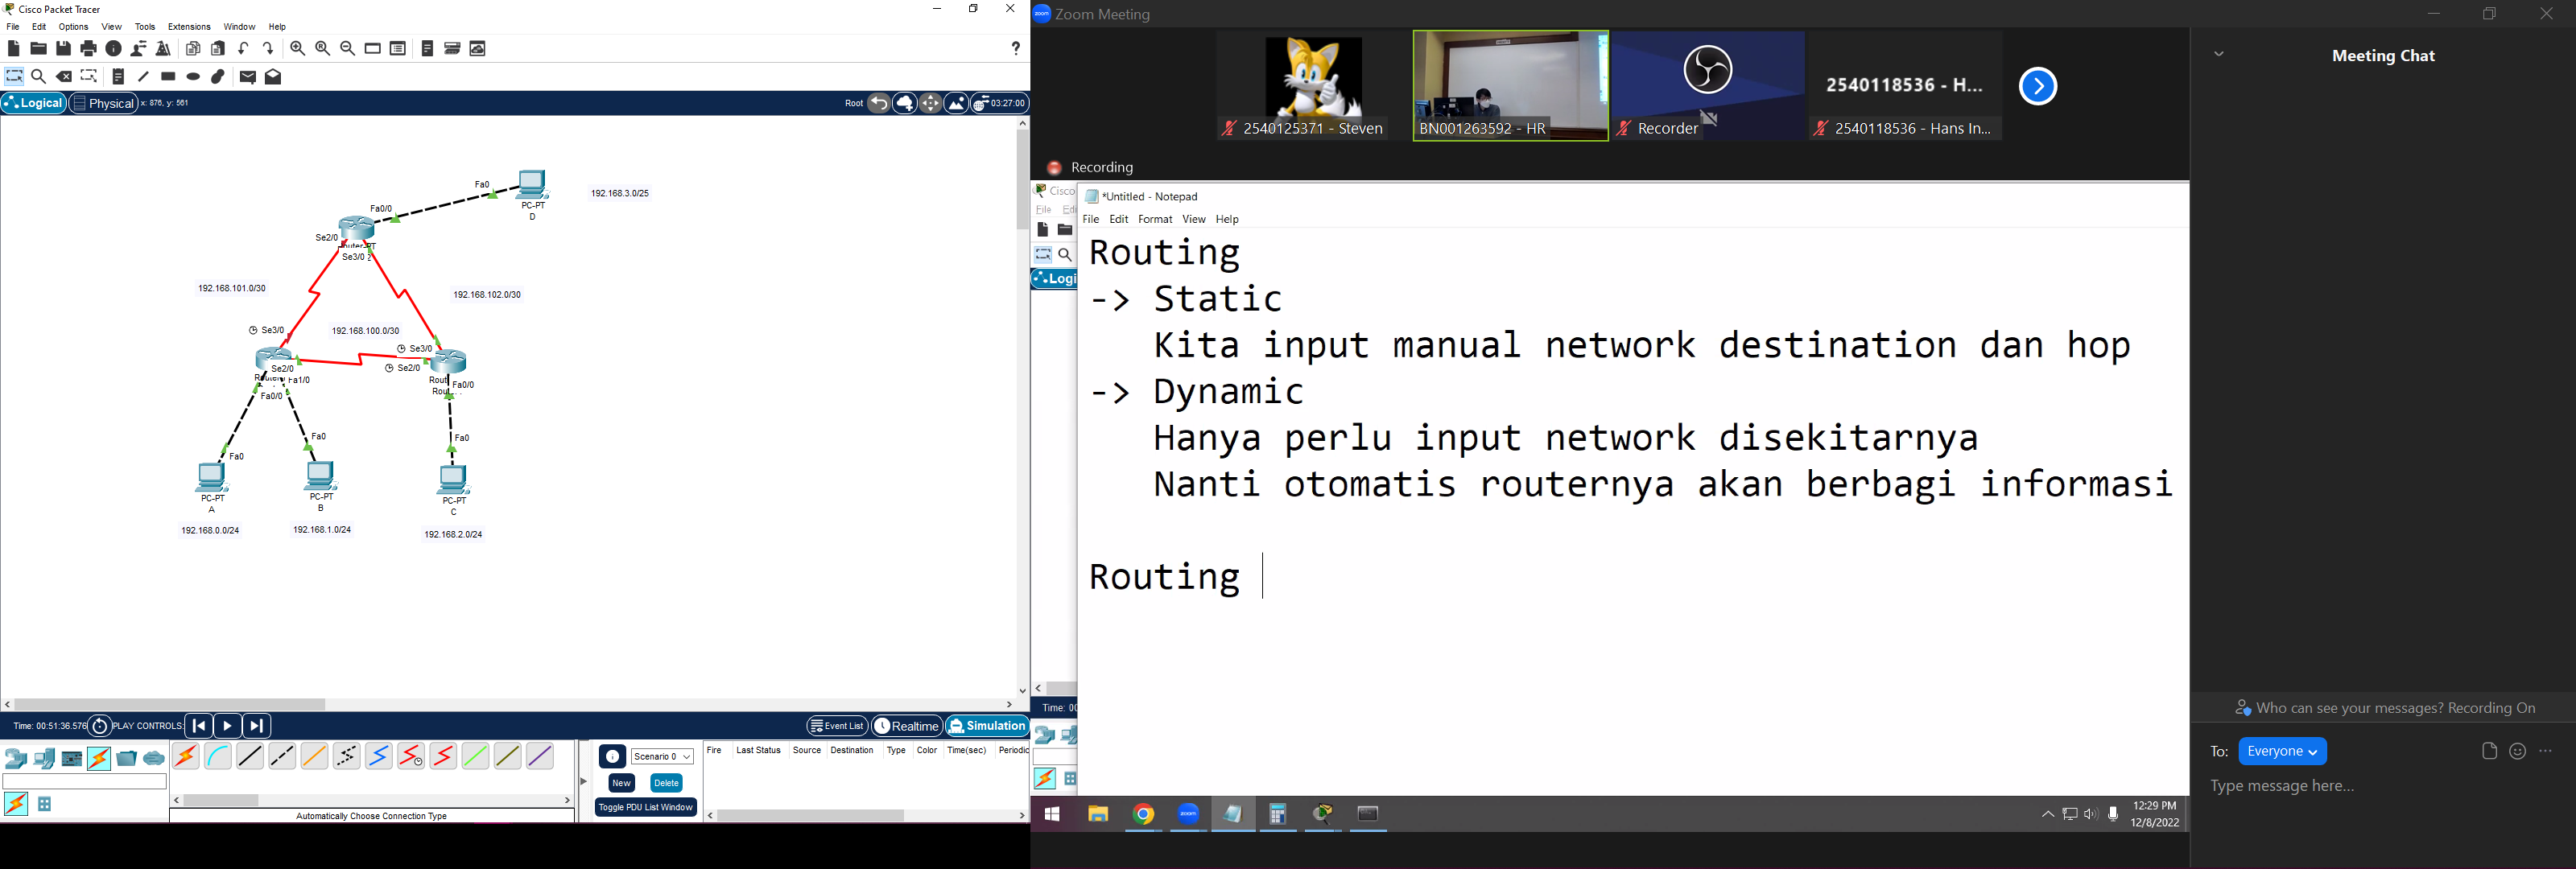 Cisco Packet Tracer
File Edit Options View Tools Extensions Window Help
Logical Physical x: 876, y: 561 Root 03:27:00
Fa0
PC-PT
D
192.168.3.0/25
Fa0/0
Se2/0
Se3/0
192.168.101.0/30
192.168.102.0/30
192.168.100.0/30
Se3/0
Se3/0
Se2/0
Se2/0
Fa1/0
Fa0/0
Fa0/0
Fa0
Fa0
Fa0
PC-PT
A
PC-PT
B
PC-PT
C
192.168.0.0/24
192.168.1.0/24
192.168.2.0/24
Time: 00:51:36.576 PLAY CONTROLS:
Event List Realtime Simulation
Scenario 0
New Delete
Toggle PDU List Window
Fire Last Status Source Destination Type Color Time(sec) Periodic
Automatically Choose Connection Type
zoom Zoom Meeting
2540125371 - Steven
BN001263592 - HR
Recorder
2540118536 - H...
2540118536 - Hans In...
Recording
Cisco
File Edi
Logi
Time: 00
*Untitled - Notepad
File Edit Format View Help
Routing
-> Static
Kita input manual network destination dan hop
-> Dynamic
Hanya perlu input network disekitarnya
Nanti otomatis routernya akan berbagi informasi
Routing
zoom
12:29 PM
12/8/2022
Meeting Chat
Who can see your messages? Recording On
To: Everyone
Type message here...